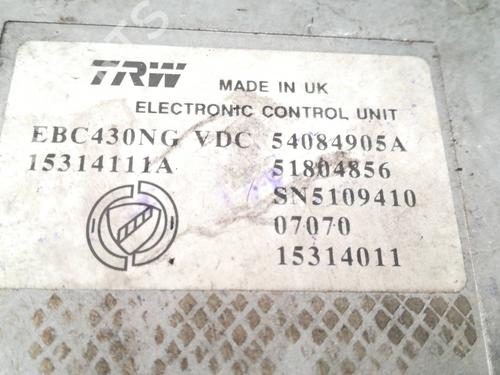 TRW MADE IN UK
ELECTRONIC CONTROL UNIT
EBC430NG VDC 54084905A
15314111A 51804856
SN5109410
07070
15314011